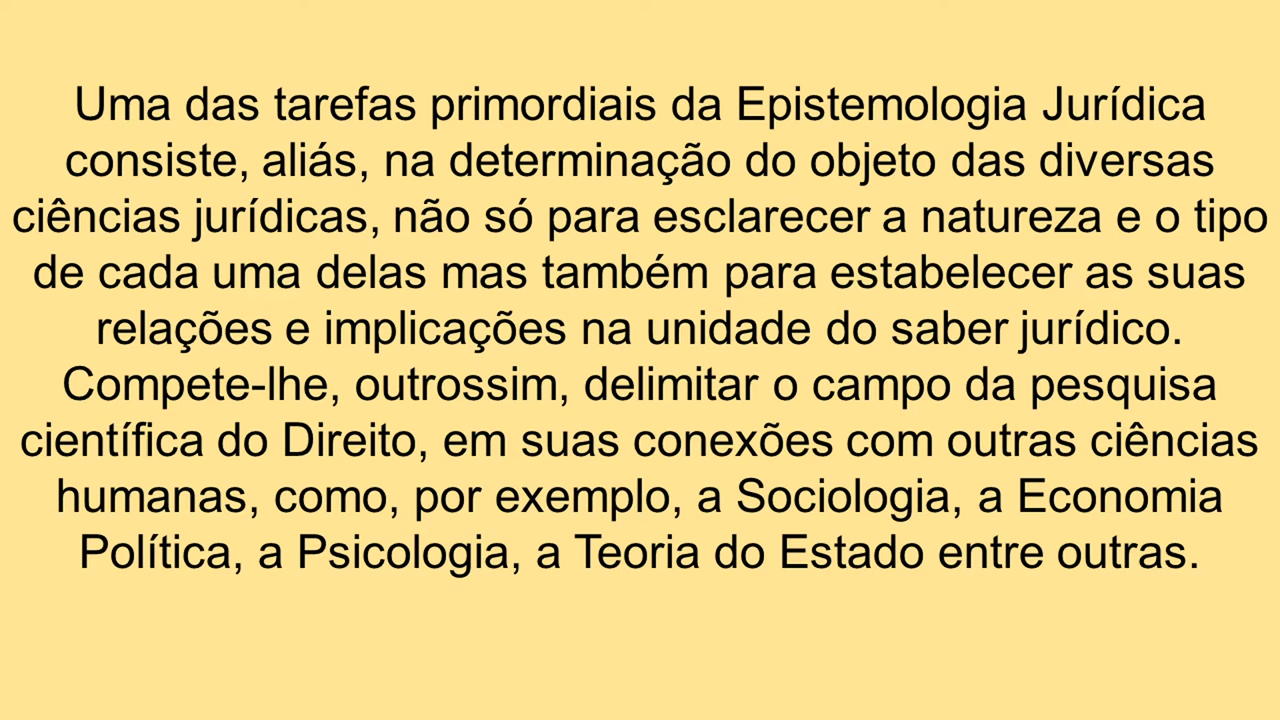 Uma das tarefas primordiais da Epistemologia Jurídica
consiste, aliás, na determinação do objeto das diversas
ciências jurídicas, não só para esclarecer a natureza e o tipo
de cada uma delas mas também para estabelecer as suas
relações e implicações na unidade do saber jurídico.
Compete-lhe, outrossim, delimitar o campo da pesquisa
científica do Direito, em suas conexões com outras ciências
humanas, como, por exemplo, a Sociologia, a Economia
Política, a Psicologia, a Teoria do Estado entre outras.